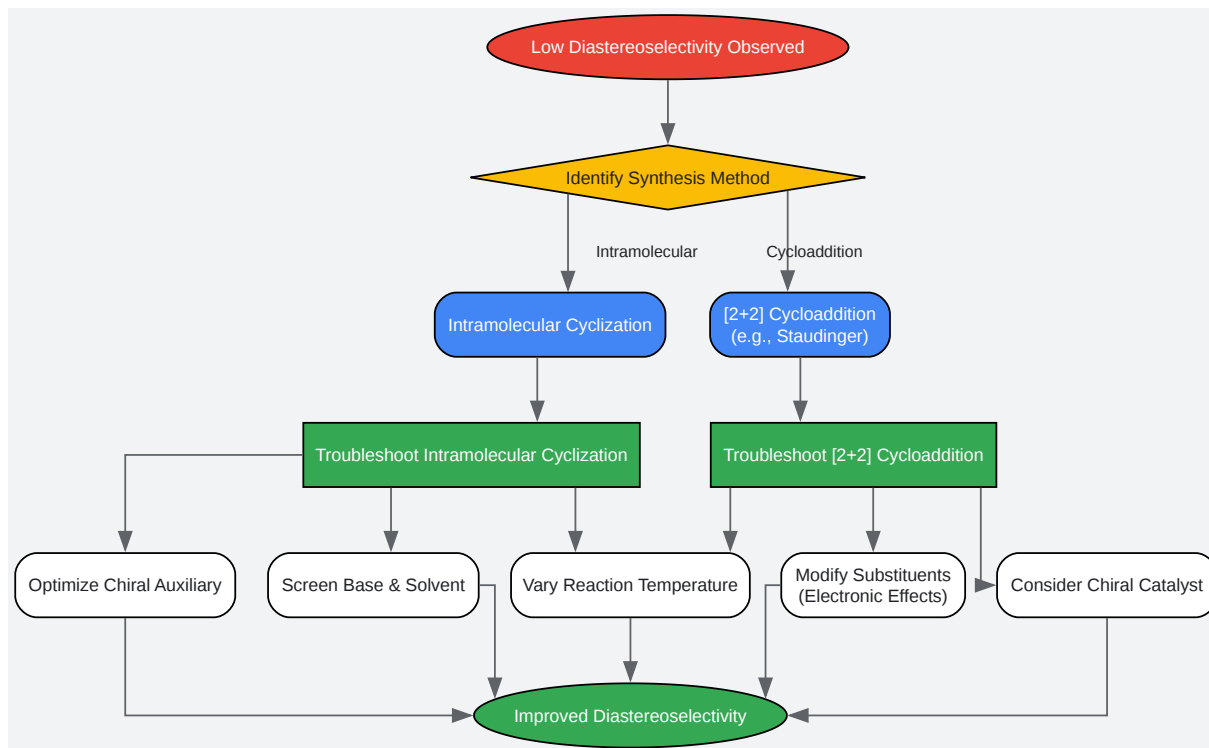 Low Diastereoselectivity Observed
Identify Synthesis Method
Intramolecular
Cycloaddition
Intramolecular Cyclization
[2+2] Cycloaddition
(e.g., Staudinger)
Troubleshoot Intramolecular Cyclization
Troubleshoot [2+2] Cycloaddition
Optimize Chiral Auxiliary
Screen Base & Solvent
Vary Reaction Temperature
Modify Substituents
(Electronic Effects)
Consider Chiral Catalyst
Improved Diastereoselectivity